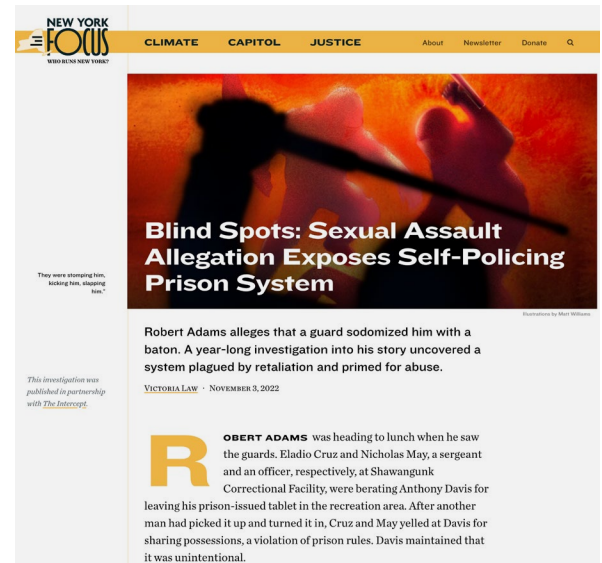 NEW YORK
FOCUS
WHO RUNS NEW YORK?
CLIMATE CAPITOL JUSTICE About Newsletter Donate
Blind Spots: Sexual Assault
Allegation Exposes Self-Policing
Prison System
They were stomping him,
kicking him, slapping
him."
Illustrations by Matt Williams
Robert Adams alleges that a guard sodomized him with a
baton. A year-long investigation into his story uncovered a
system plagued by retaliation and primed for abuse.
This investigation was
published in partnership
with The Intercept.
VICTORIA LAW · NOVEMBER 3, 2022
ROBERT ADAMS was heading to lunch when he saw
the guards. Eladio Cruz and Nicholas May, a sergeant
and an officer, respectively, at Shawangunk
Correctional Facility, were berating Anthony Davis for
leaving his prison-issued tablet in the recreation area. After another
man had picked it up and turned it in, Cruz and May yelled at Davis for
sharing possessions, a violation of prison rules. Davis maintained that
it was unintentional.